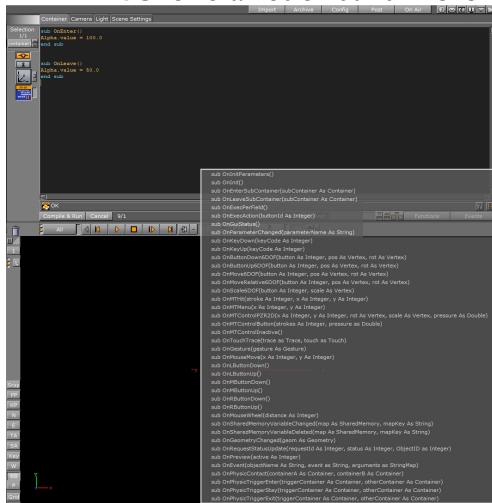 Import Archive Config Post On Air
Container Camera Light Scene Settings
Selection
1/1
sub OnEnter()
Alpha.value = 100.0
end sub
sub OnLeave()
Alpha.value = 50.0
end sub
OK
Compile & Run Cancel 9/1 Functions Events
All
sub OnInitParameters()
sub OnInit()
sub OnEnterSubContainer(subContainer As Container)
sub OnLeaveSubContainer(subContainer As Container)
sub OnExecPerField()
sub OnExecAction(buttonId As Integer)
sub OnGuiStatus()
sub OnParameterChanged(parameterName As String)
sub OnKeyDown(keyCode As Integer)
sub OnKeyUp(keyCode As Integer)
sub OnButtonDown6DOF(button As Integer, pos As Vertex, rot As Vertex)
sub OnButtonUp6DOF(button As Integer, pos As Vertex, rot As Vertex)
sub OnMove6DOF(button As Integer, pos As Vertex, rot As Vertex)
sub OnMoveRelative6DOF(button As Integer, pos As Vertex, rot As Vertex)
sub OnScale6DOF(button As Integer, scale As Vertex)
sub OnMTHit(stroke As Integer, x As Integer, y As Integer)
sub OnMTMenu(x As Integer, y As Integer)
sub OnMTControlPZR2D(x As Integer, y As Integer, rot As Vertex, scale As Vertex, pressure As Double)
sub OnMTControlButton(strokes As Integer, pressure as Double)
sub OnMTControlInactive()
sub OnTouchTrace(trace as Trace, touch as Touch)
sub OnGesture(gesture As Gesture)
sub OnMouseMove(x As Integer, y As Integer)
sub OnLButtonDown()
sub OnLButtonUp()
sub OnMButtonDown()
sub OnMButtonUp()
sub OnRButtonDown()
sub OnRButtonUp()
sub OnMouseWheel(distance As Integer)
sub OnSharedMemoryVariableChanged(map As SharedMemory, mapKey As String)
sub OnSharedMemoryVariableDeleted(map As SharedMemory, mapKey As String)
sub OnGeometryChanged(geom As Geometry)
sub OnRequestStatusUpdate(requestId As Integer, status As Integer, ObjectID as Integer)
sub OnPreview(active As Integer)
sub OnEvent(objectName As String, event as String, arguments as StringMap)
sub OnPhysicContact(containerA As Container, containerB As Container)
sub OnPhysicTriggerEnter(triggerContainer As Container, otherContainer As Container)
sub OnPhysicTriggerStay(triggerContainer As Container, otherContainer As Container)
sub OnPhysicTriggerExit(triggerContainer As Container, otherContainer As Container)
Snap
PP
RP
N
E
TA
SA
Key
W
BB
#
Grid